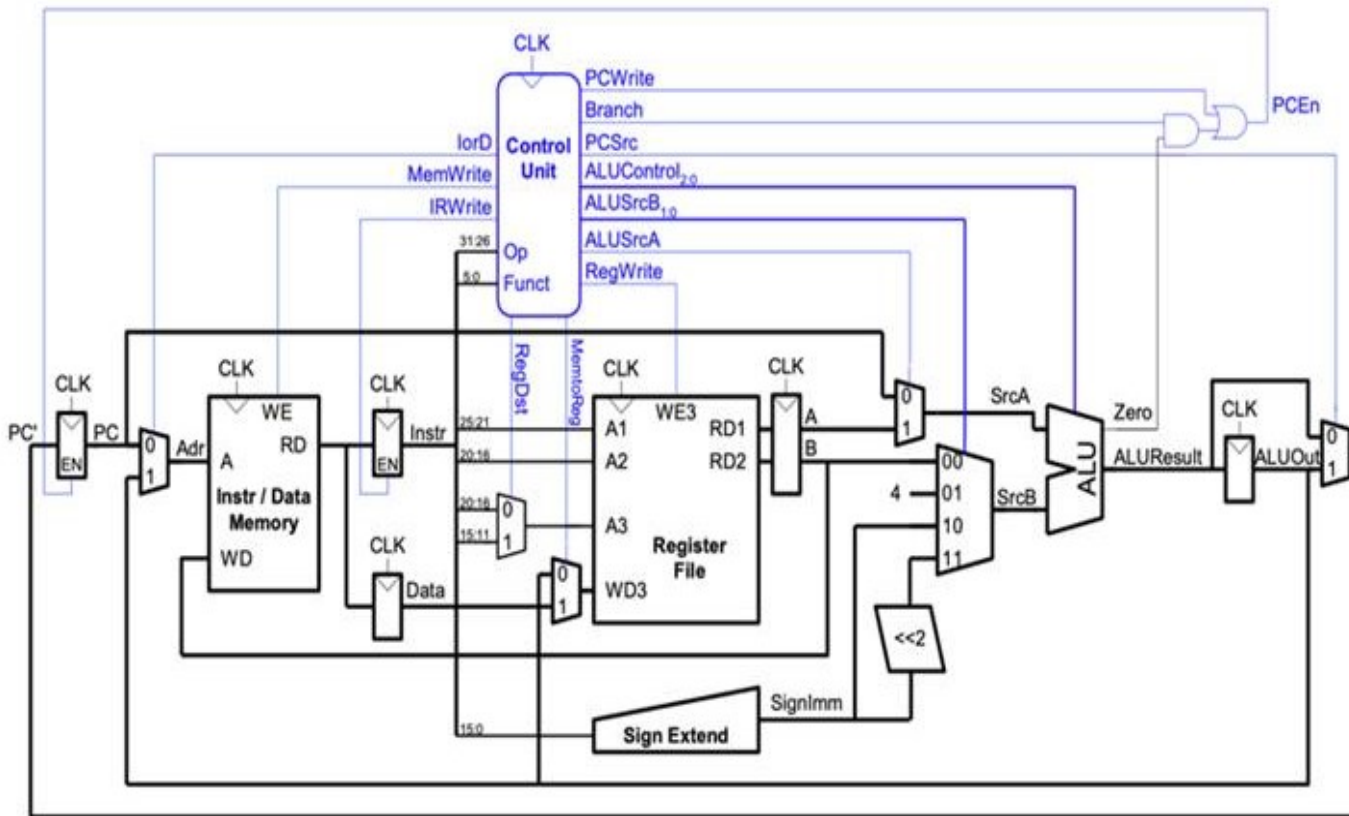 CLK
PCWrite
Branch
PCEn
IorD
Control
Unit
PCSrc
MemWrite
ALUControl2:0
IRWrite
ALUSrcB1:0
31:26
Op
ALUSrcA
5:0
Funct
RegWrite
RegDst
MemtoReg
CLK
CLK
CLK
CLK
CLK
PC'
PC
EN
0
1
Adr
WE
RD
A
Instr / Data
Memory
WD
EN
Instr
25:21
20:16
20:16
0
15:11
1
CLK
Data
0
1
WE3
A1
RD1
A2
RD2
A3
Register
File
WD3
A
B
0
1
SrcA
00
4
01
10
11
SrcB
<<2
ALU
Zero
ALUResult
CLK
ALUOut
0
1
SignImm
15:0
Sign Extend